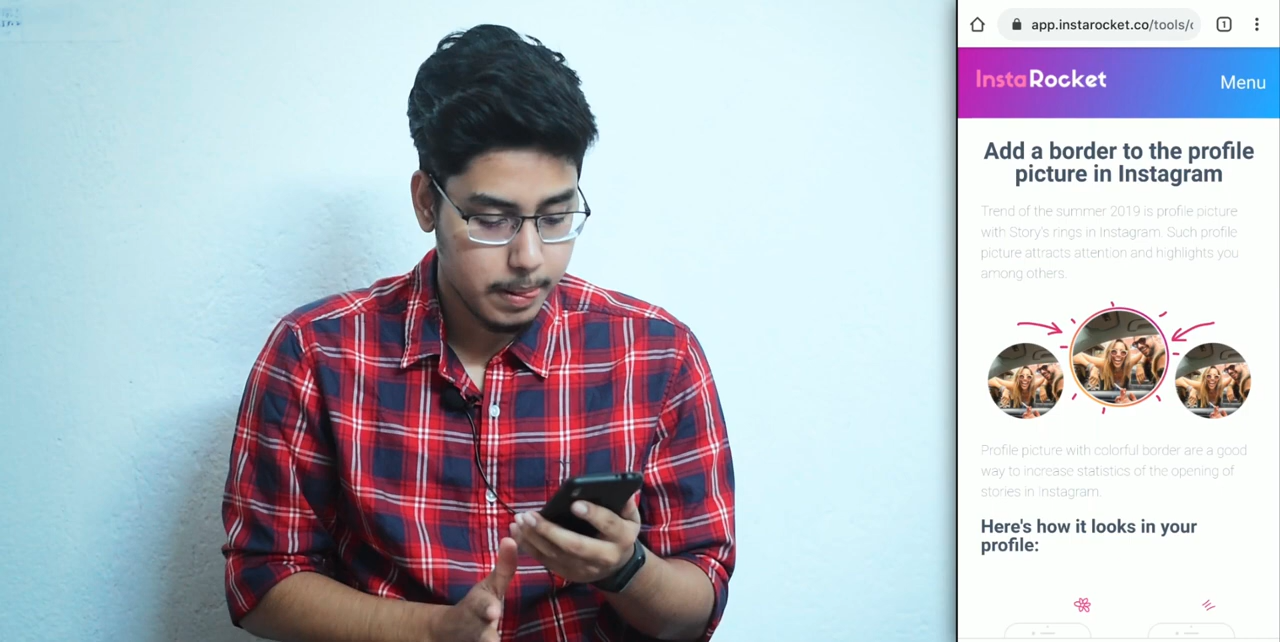 app.instarocket.co/tools/
1
InstaRocket
Menu
Add a border to the profile
picture in Instagram
Trend of the summer 2019 is profile picture
with Story's rings in Instagram. Such profile
picture attracts attention and highlights you
among others.
Profile picture with colorful border are a good
way to increase statistics of the opening of
stories in Instagram.
Here's how it looks in your
profile: